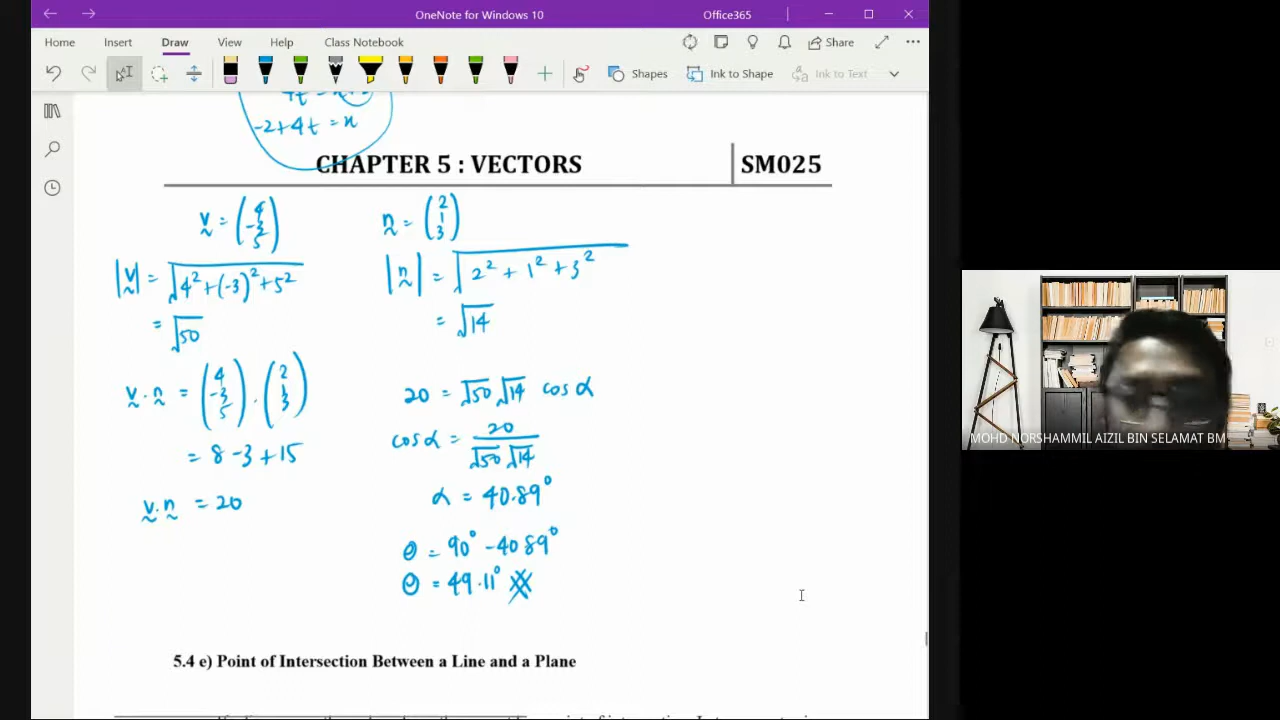 OneNote for Windows 10
Office365
Home Insert Draw View Help Class Notebook
Share
Shapes
Ink to Shape
Ink to Text
-2+4t = x
CHAPTER 5 : VECTORS
SM025
v = (4 -3 5)
n = (2 1 3)
|v| = √4² + (-3)² + 5²
= √50
|n| = √2² + 1² + 3²
= √14
v . n = (4 -3 5) . (2 1 3)
= 8 -3 + 15
v . n = 20
20 = √50 √14 cos α
cos α = 20 / √50 √14
α = 40.89°
θ = 90° - 40.89°
θ = 49.11°
5.4 e) Point of Intersection Between a Line and a Plane
MOHD NORSHAMMIL AIZIL BIN SELAMAT BM